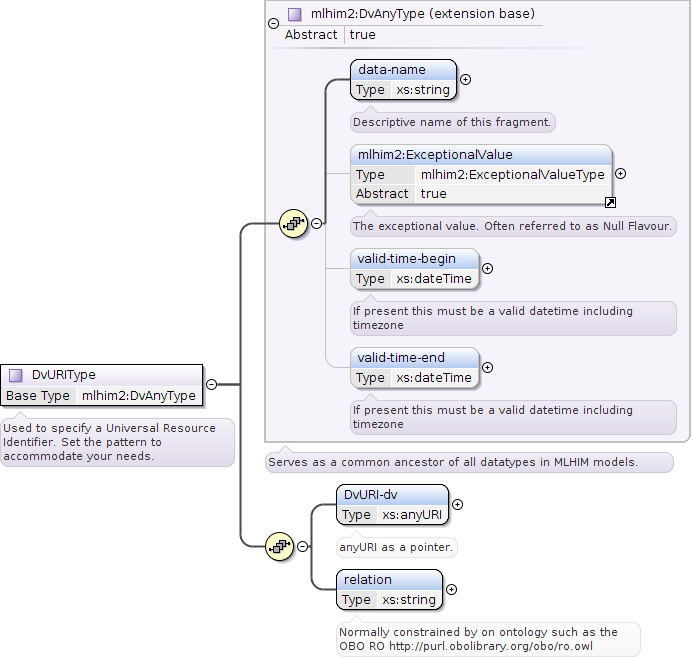 mlhim2:DvAnyType (extension base)
Abstract true
data-name
Type xs:string
Descriptive name of this fragment.
mlhim2:ExceptionalValue
Type mlhim2:ExceptionalValueType
Abstract true
The exceptional value. Often referred to as Null Flavour.
valid-time-begin
Type xs:dateTime
If present this must be a valid datetime including
timezone
valid-time-end
Type xs:dateTime
If present this must be a valid datetime including
timezone
DvURIType
Base Type mlhim2:DvAnyType
Used to specify a Universal Resource
Identifier. Set the pattern to
accommodate your needs.
Serves as a common ancestor of all datatypes in MLHIM models.
DvURI-dv
Type xs:anyURI
anyURI as a pointer.
relation
Type xs:string
Normally constrained by on ontology such as the
OBO RO http://purl.obolibrary.org/obo/ro.owl